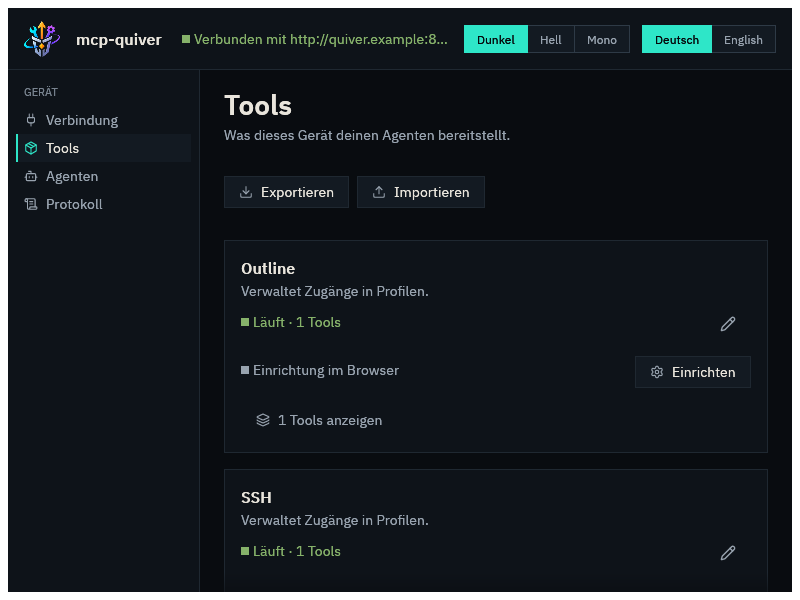 mcp-quiver
Verbunden mit http://quiver.example:8...
Dunkel
Hell
Mono
Deutsch
English
GERÄT
Verbindung
Tools
Agenten
Protokoll
Tools
Was dieses Gerät deinen Agenten bereitstellt.
Exportieren
Importieren
Outline
Verwaltet Zugänge in Profilen.
Läuft · 1 Tools
Einrichtung im Browser
Einrichten
1 Tools anzeigen
SSH
Verwaltet Zugänge in Profilen.
Läuft · 1 Tools